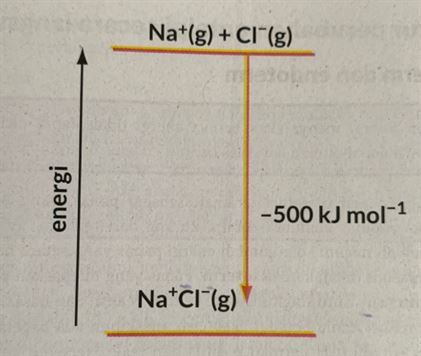 Na⁺(g) + Cl⁻(g)
energi
–500 kJ mol⁻¹
Na⁺Cl⁻(g)